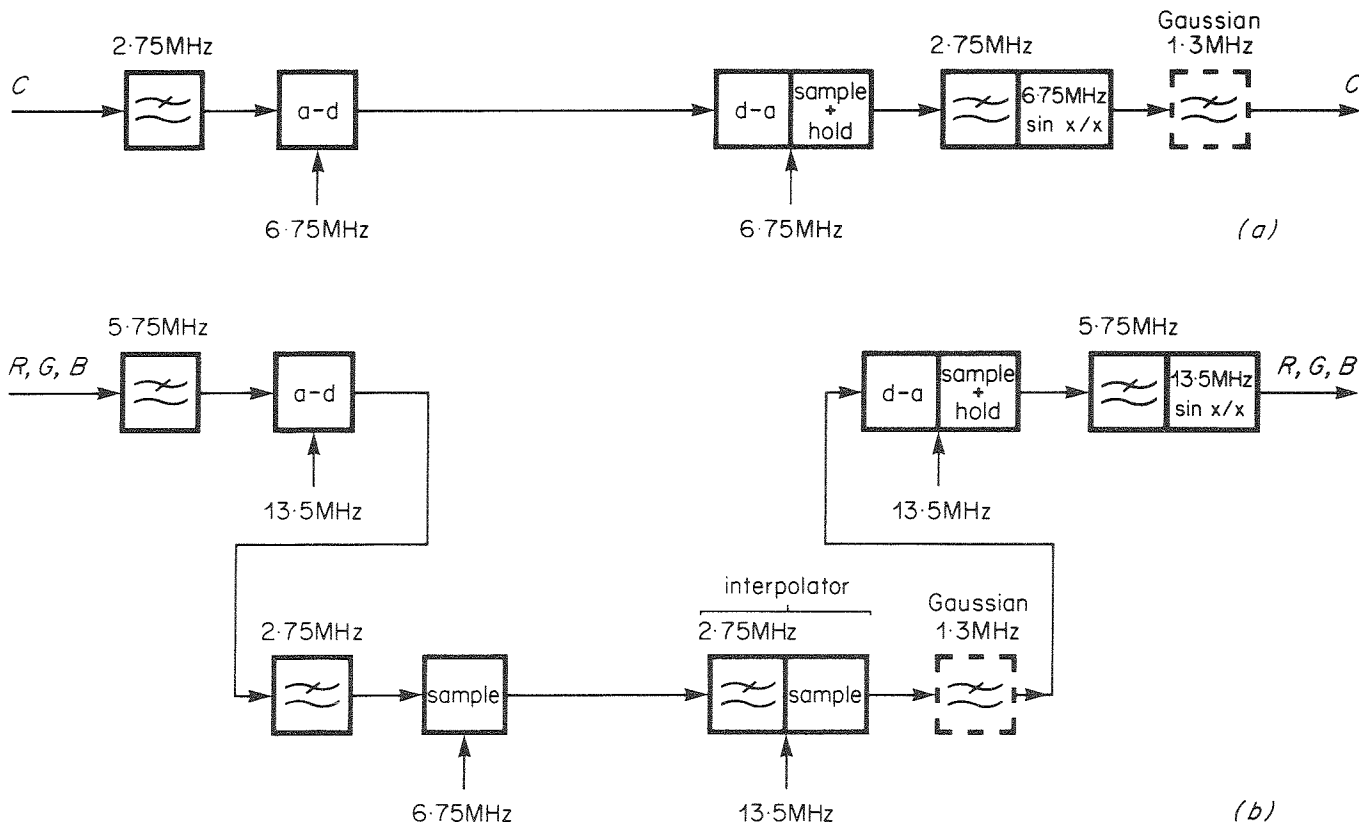 Gaussian
2·75MHz
2·75MHz
1·3MHz
C
a-d
d-a
sample
+
hold
6·75MHz
sin x/x
C
6·75MHz
6·75MHz
(a)
5·75MHz
5·75MHz
R, G, B
a-d
d-a
sample
+
hold
13·5MHz
sin x/x
R, G, B
13·5MHz
13·5MHz
interpolator
Gaussian
2·75MHz
2·75MHz
1·3MHz
sample
sample
6·75MHz
13·5MHz
(b)